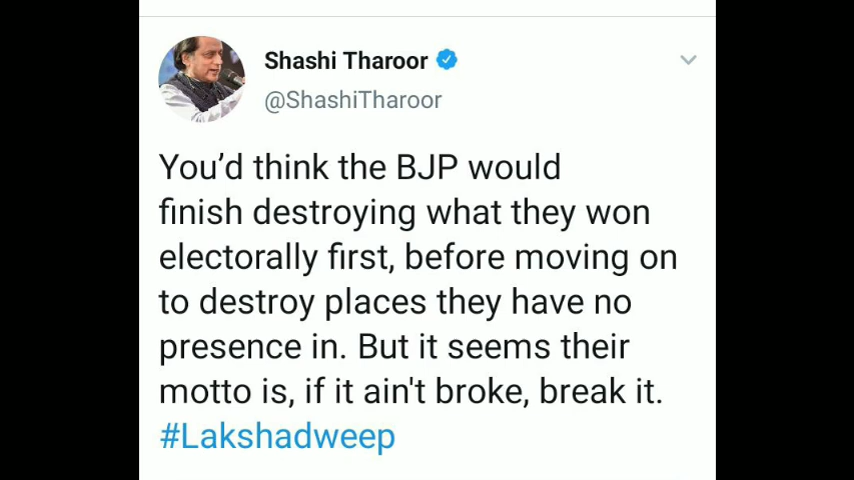 Shashi Tharoor
@ShashiTharoor
You’d think the BJP would
finish destroying what they won
electorally first, before moving on
to destroy places they have no
presence in. But it seems their
motto is, if it ain't broke, break it.
#Lakshadweep